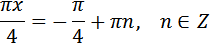 πx/4 = −π/4 + πn, n ∈ Z